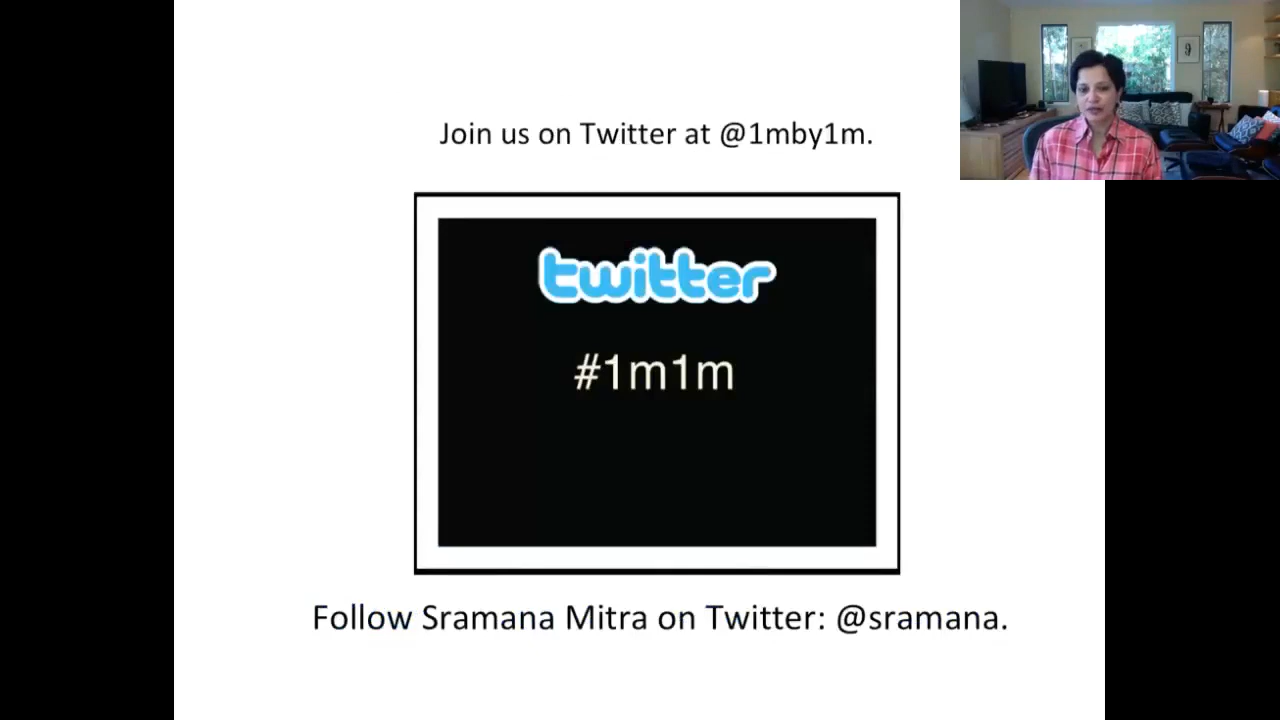 Join us on Twitter at @1mby1m.
twitter
#1m1m
Follow Sramana Mitra on Twitter: @sramana.